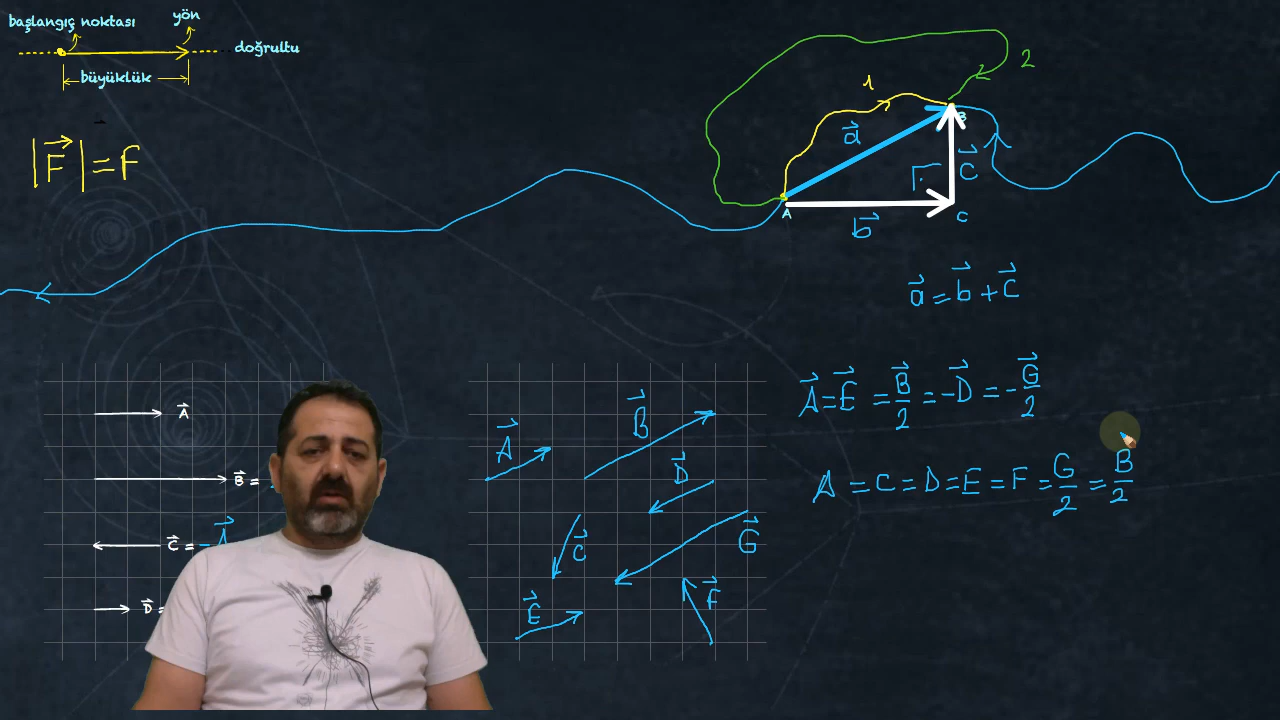 başlangıç noktası
yön
doğrultu
büyüklük
|F⃗| = F
1
2
a⃗
B
c⃗
A
b⃗
C
a⃗ = b⃗ + c⃗
A⃗ = E⃗ = B⃗/2 = -D⃗ = -G⃗/2
A = C = D = E = F = G/2 = B/2
A⃗
B⃗ =
C⃗ = -A⃗
D⃗ =
A⃗
B⃗
D⃗
C⃗
G⃗
E⃗
F⃗